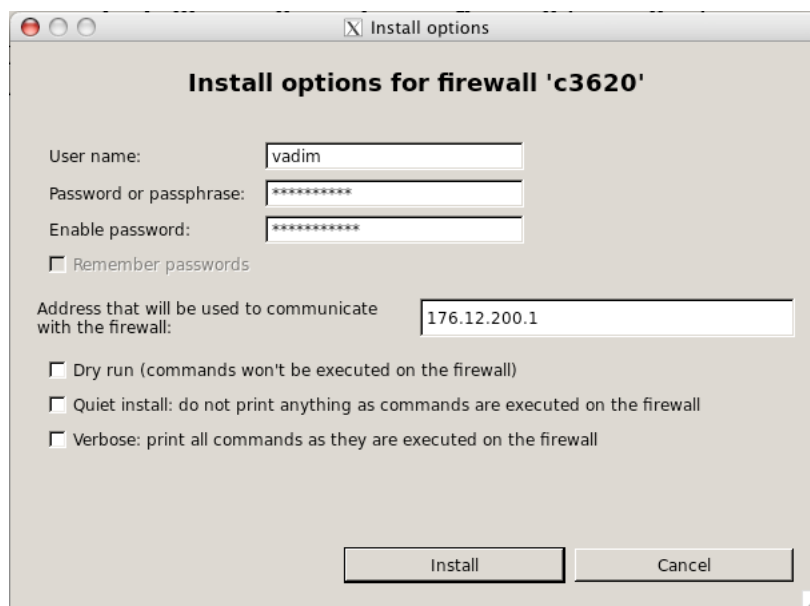 Install options
Install options for firewall 'c3620'
User name:
vadim
Password or passphrase:
**********
Enable password:
***********
Remember passwords
Address that will be used to communicate
with the firewall:
176.12.200.1
Dry run (commands won't be executed on the firewall)
Quiet install: do not print anything as commands are executed on the firewall
Verbose: print all commands as they are executed on the firewall
Install
Cancel